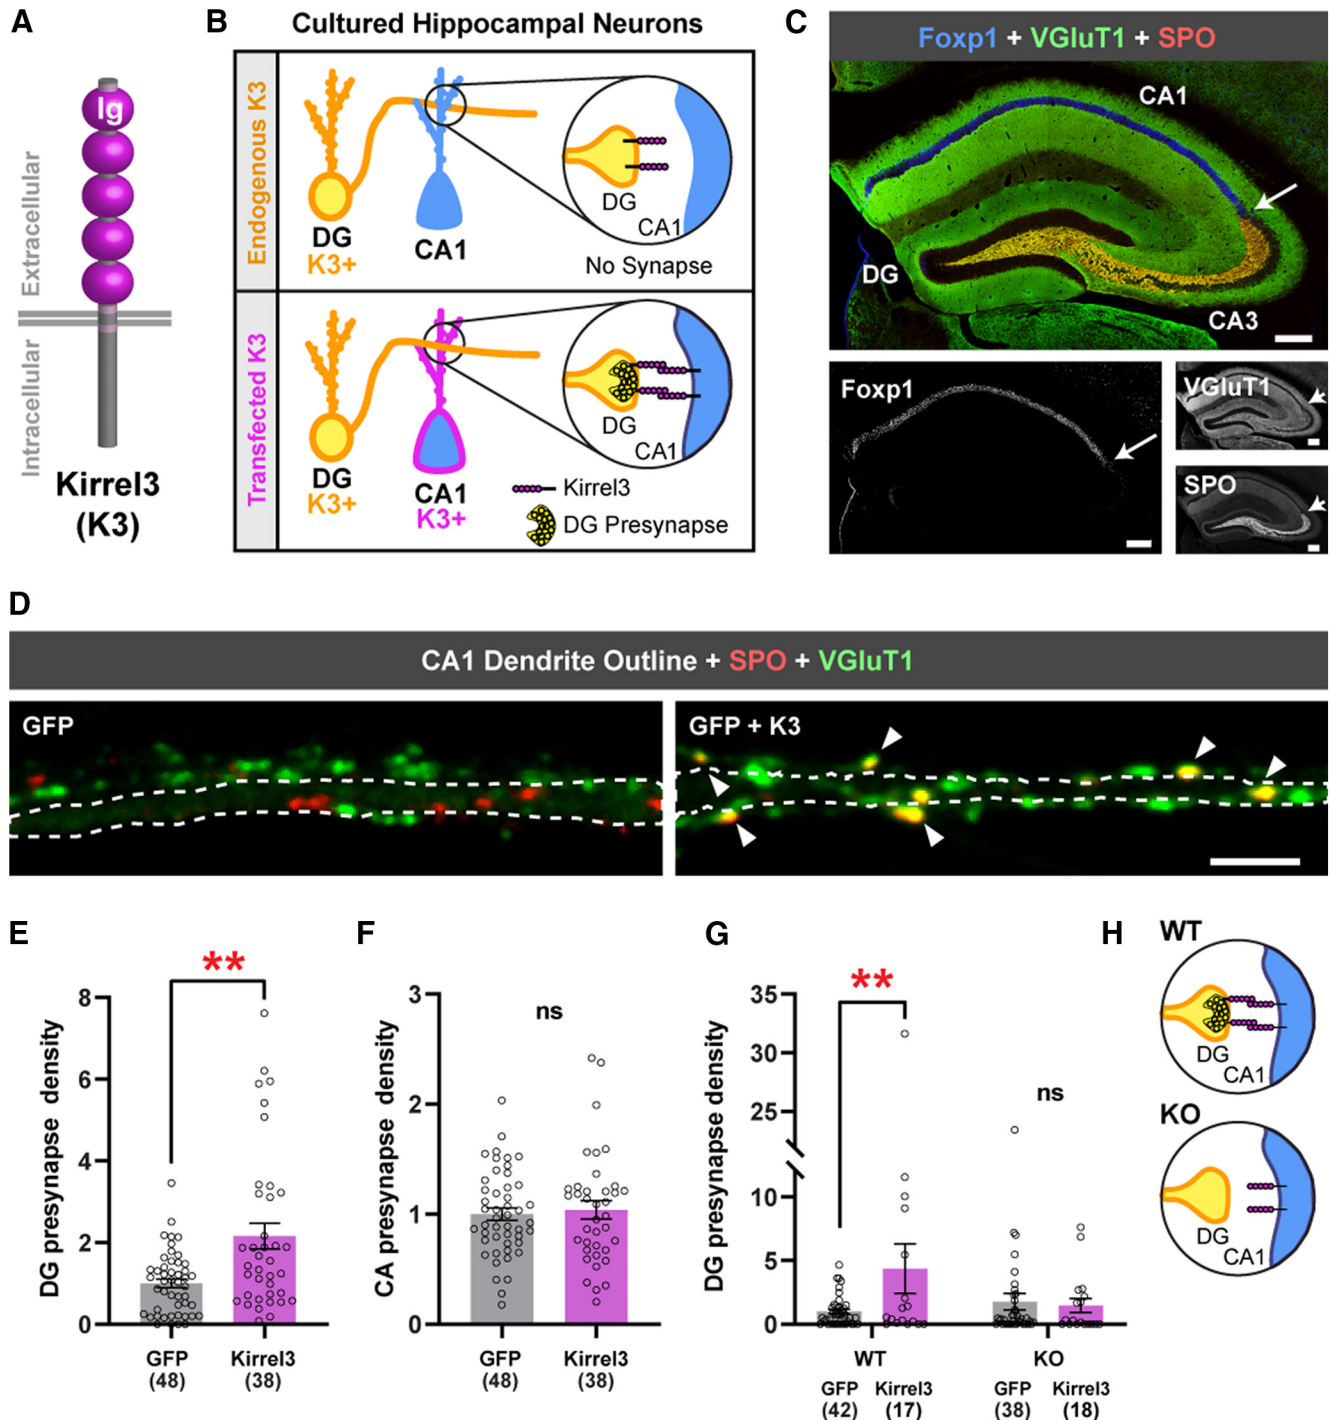 A
Ig
Extracellular
Intracellular
Kirrel3
(K3)
B
Cultured Hippocampal Neurons
Endogenous K3
DG
K3+
CA1
DG
CA1
No Synapse
Transfected K3
DG
K3+
CA1
K3+
DG
CA1
Kirrel3
DG Presynapse
C
Foxp1 + VGluT1 + SPO
CA1
DG
CA3
Foxp1
VGluT1
SPO
D
CA1 Dendrite Outline + SPO + VGluT1
GFP
GFP + K3
E
**
DG presynapse density
8
6
4
2
0
GFP
(48)
Kirrel3
(38)
F
ns
CA presynapse density
3
2
1
0
GFP
(48)
Kirrel3
(38)
G
**
ns
DG presynapse density
35
30
25
10
5
0
WT
KO
GFP
(42)
Kirrel3
(17)
GFP
(38)
Kirrel3
(18)
H
WT
DG
CA1
KO
DG
CA1